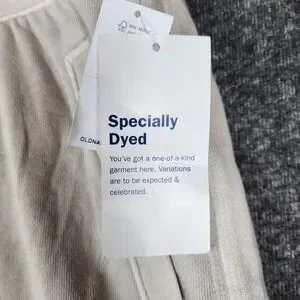 Specially
Dyed
You've got a one-of-a-kind
garment here. Variations
are to be expected &
celebrated.